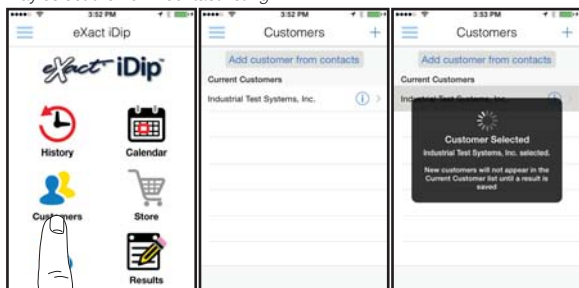 3:52 PM
eXact iDip
eXact iDip
History
Calendar
Customers
Store
Results
3:52 PM
Customers
+
Add customer from contacts
Current Customers
Industrial Test Systems, Inc.
3:53 PM
Customers
+
Add customer from contacts
Current Customers
Customer Selected
Industrial Test Systems, Inc. selected.
New customers will not appear in the
Current Customer list until a result is
saved